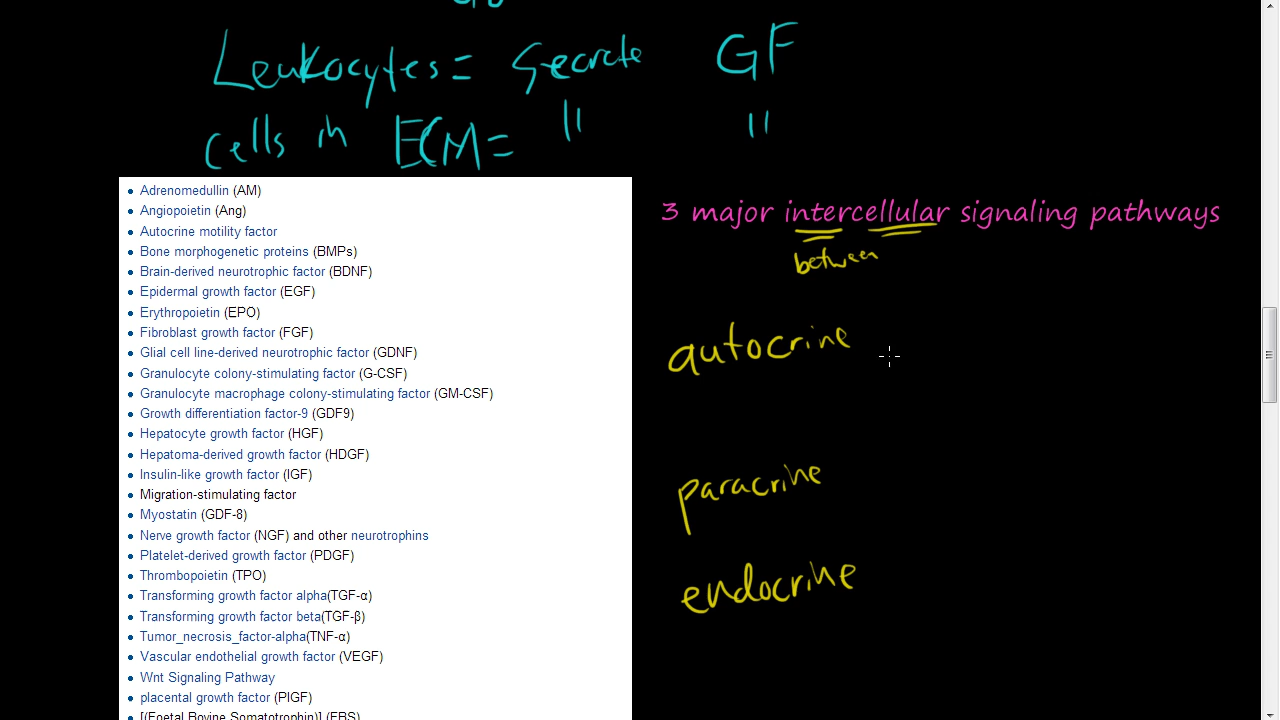 Leukocytes = secrete GF
cells in ECM = " "
• Adrenomedullin (AM)
• Angiopoietin (Ang)
• Autocrine motility factor
• Bone morphogenetic proteins (BMPs)
• Brain-derived neurotrophic factor (BDNF)
• Epidermal growth factor (EGF)
• Erythropoietin (EPO)
• Fibroblast growth factor (FGF)
• Glial cell line-derived neurotrophic factor (GDNF)
• Granulocyte colony-stimulating factor (G-CSF)
• Granulocyte macrophage colony-stimulating factor (GM-CSF)
• Growth differentiation factor-9 (GDF9)
• Hepatocyte growth factor (HGF)
• Hepatoma-derived growth factor (HDGF)
• Insulin-like growth factor (IGF)
• Migration-stimulating factor
• Myostatin (GDF-8)
• Nerve growth factor (NGF) and other neurotrophins
• Platelet-derived growth factor (PDGF)
• Thrombopoietin (TPO)
• Transforming growth factor alpha(TGF-α)
• Transforming growth factor beta(TGF-β)
• Tumor_necrosis_factor-alpha(TNF-α)
• Vascular endothelial growth factor (VEGF)
• Wnt Signaling Pathway
• placental growth factor (PlGF)
• [(Foetal Bovine Somatotrophin)] (FBS)
3 major intercellular signaling pathways
between
autocrine
paracrine
endocrine